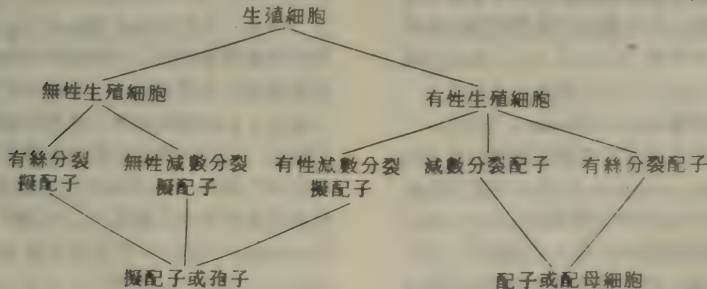 生殖細胞
無性生殖細胞 有性生殖細胞
有絲分裂 無性減數分裂 有性減數分裂 減數分裂配子 有絲分裂配子
擬配子 擬配子 擬配子
擬配子或孢子 配子或配母細胞